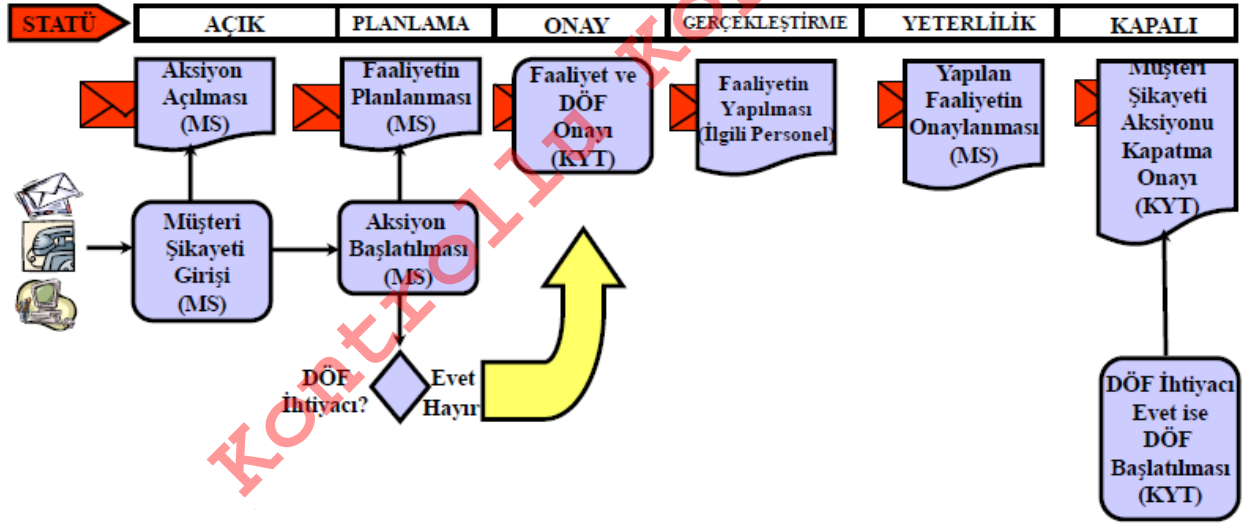 STATÜ
AÇIK
PLANLAMA
ONAY
GERÇEKLEŞTİRME
YETERLİLİK
KAPALI
Aksiyon
Açılması
(MS)
Faaliyetin
Planlanması
(MS)
Faaliyet ve
DÖF
Onayı
(KYT)
Faaliyetin
Yapılması
(İlgili Personel)
Yapılan
Faaliyetin
Onaylanması
(MS)
Müşteri
Şikayeti
Aksiyonu
Kapatma
Onayı
(KYT)
Müşteri
Şikayeti
Girişi
(MS)
Aksiyon
Başlatılması
(MS)
DÖF
İhtiyacı?
Evet
Hayır
DÖF İhtiyacı
Evet ise
DÖF
Başlatılması
(KYT)
Kontrollu